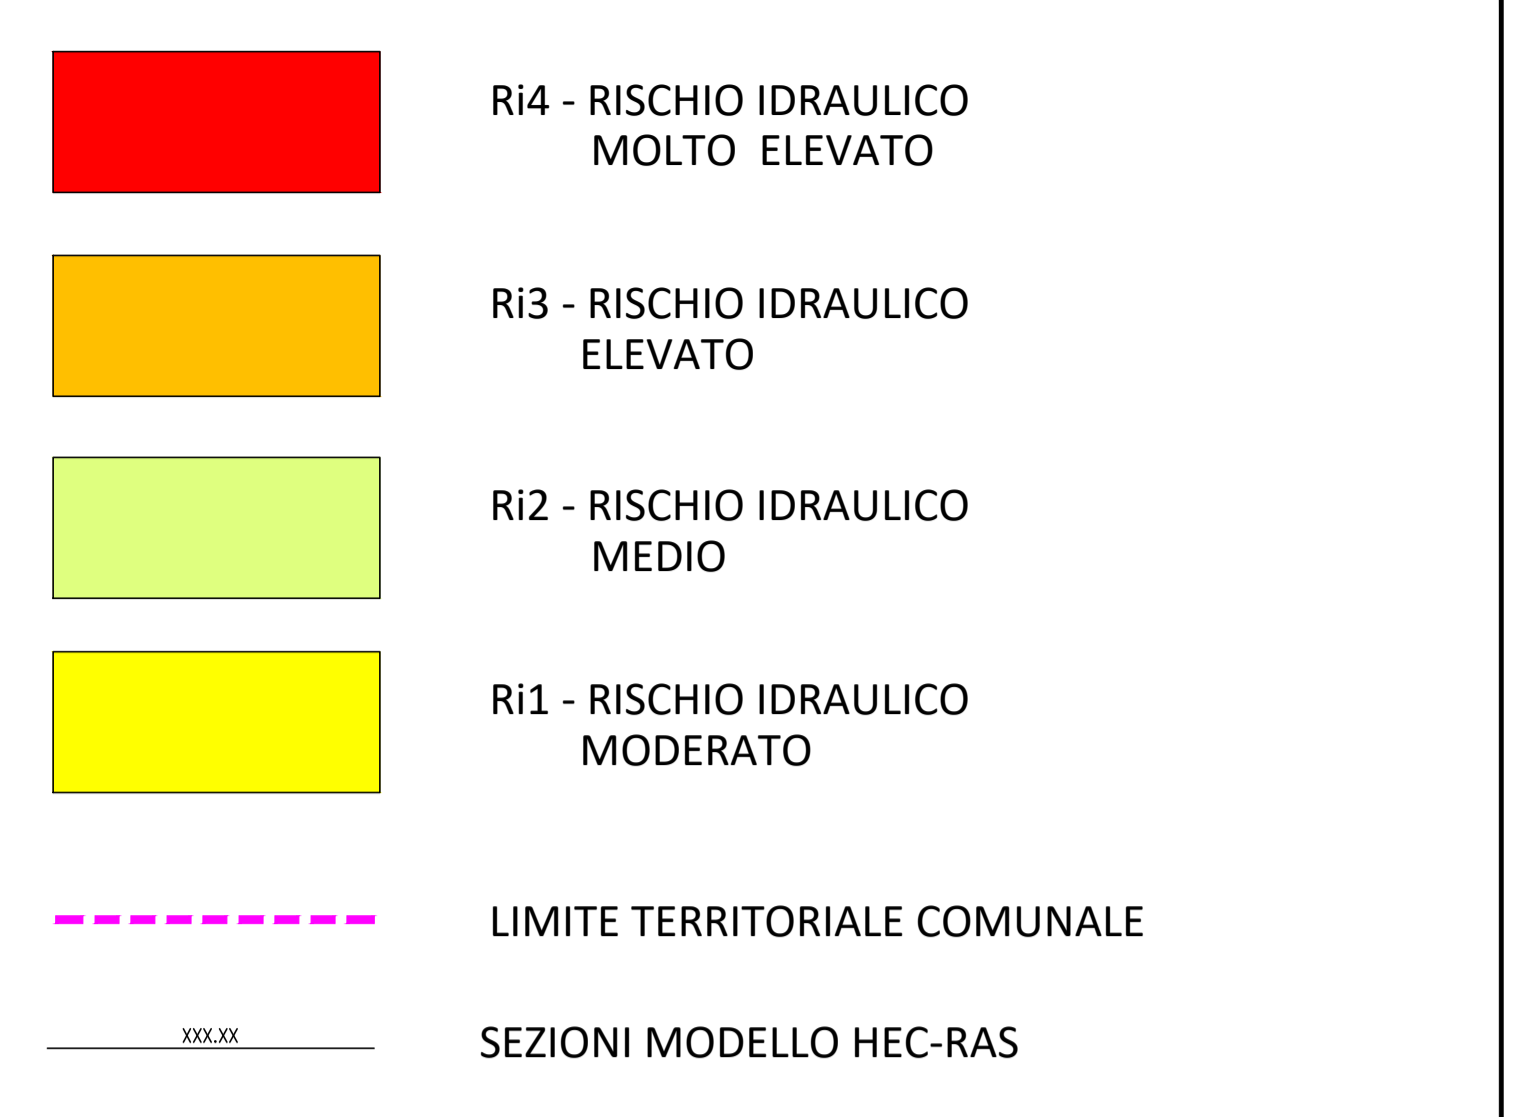 Ri4 - RISCHIO IDRAULICO
MOLTO ELEVATO
Ri3 - RISCHIO IDRAULICO
ELEVATO
Ri2 - RISCHIO IDRAULICO
MEDIO
Ri1 - RISCHIO IDRAULICO
MODERATO
LIMITE TERRITORIALE COMUNALE
XXX.XX
SEZIONI MODELLO HEC-RAS